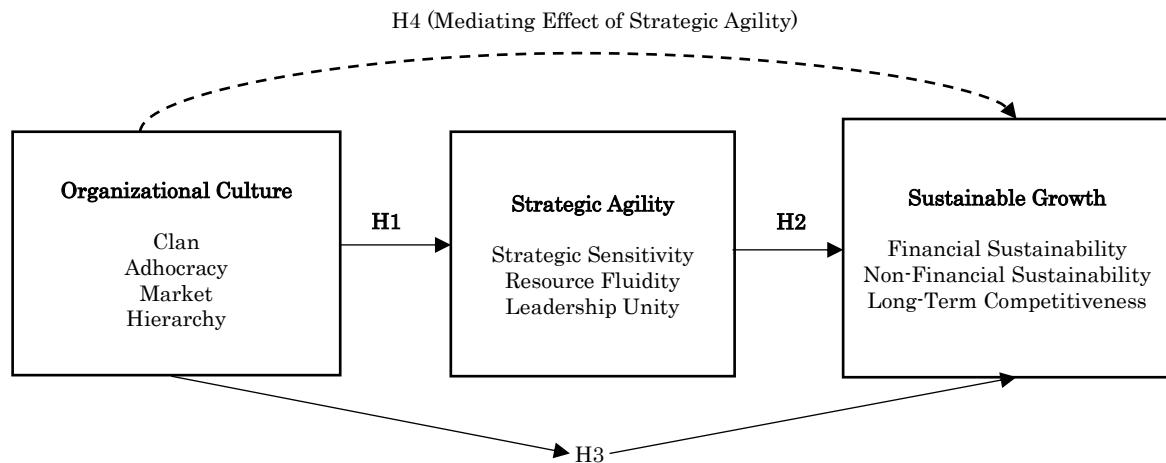 H4 (Mediating Effect of Strategic Agility)
Organizational Culture
Clan
Adhocracy
Market
Hierarchy
H1
Strategic Agility
Strategic Sensitivity
Resource Fluidity
Leadership Unity
H2
Sustainable Growth
Financial Sustainability
Non-Financial Sustainability
Long-Term Competitiveness
H3